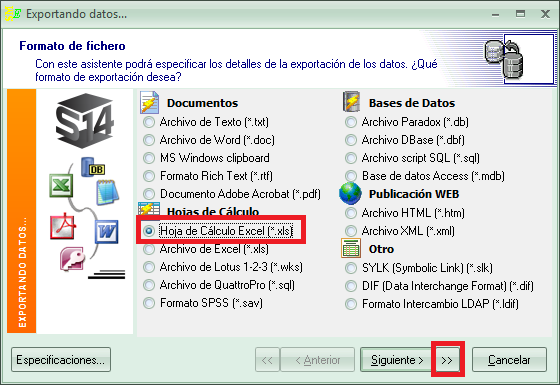 Exportando datos...
Formato de fichero
Con este asistente podrá especificar los detalles de la exportación de los datos. ¿Qué
formato de exportación desea?
EXPORTANDO DATOS...
S14
DB
Documentos
Archivo de Texto (*.txt)
Archivo de Word (*.doc)
MS Windows clipboard
Formato Rich Text (*.rtf)
Documento Adobe Acrobat (*.pdf)
Hojas de Cálculo
Hoja de Cálculo Excel (*.xls)
Archivo de Excel (*.xls)
Archivo de Lotus 1-2-3 (*.wks)
Archivo de QuattroPro (*.sql)
Formato SPSS (*.sav)
Bases de Datos
Archivo Paradox (*.db)
Archivo DBase (*.dbf)
Archivo script SQL (*.sql)
Base de datos Access (*.mdb)
Publicación WEB
Archivo HTML (*.htm)
Archivo XML (*.xml)
Otro
SYLK (Symbolic Link) (*.slk)
DIF (Data Interchange Format) (*.dif)
Formato Intercambio LDAP (*.ldif)
Especificaciones...
<<
< Anterior
Siguiente >
>>
Cancelar